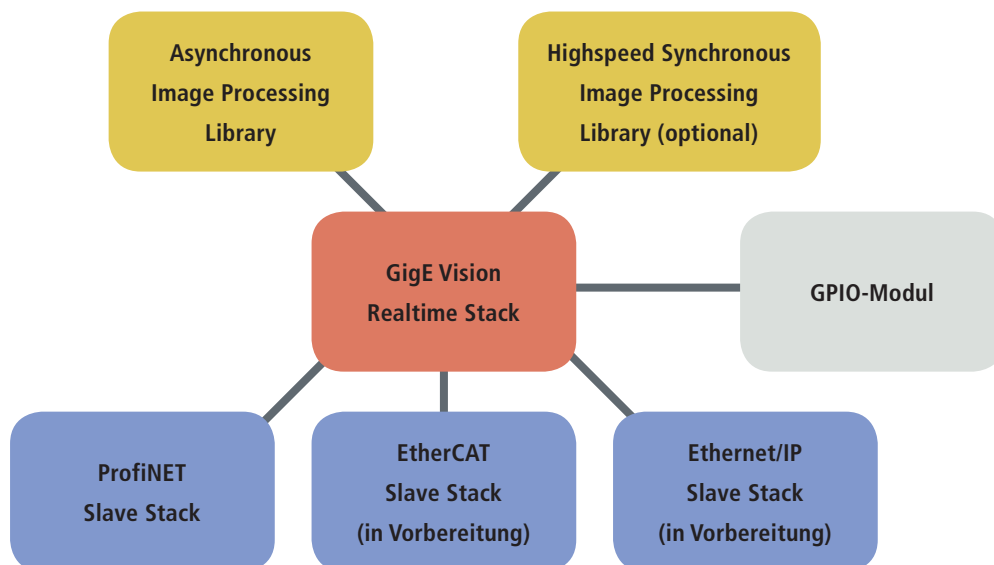 Asynchronous
Image Processing
Library
Highspeed Synchronous
Image Processing
Library (optional)
GigE Vision
Realtime Stack
GPIO-Modul
ProfiNET
Slave Stack
EtherCAT
Slave Stack
(in Vorbereitung)
Ethernet/IP
Slave Stack
(in Vorbereitung)